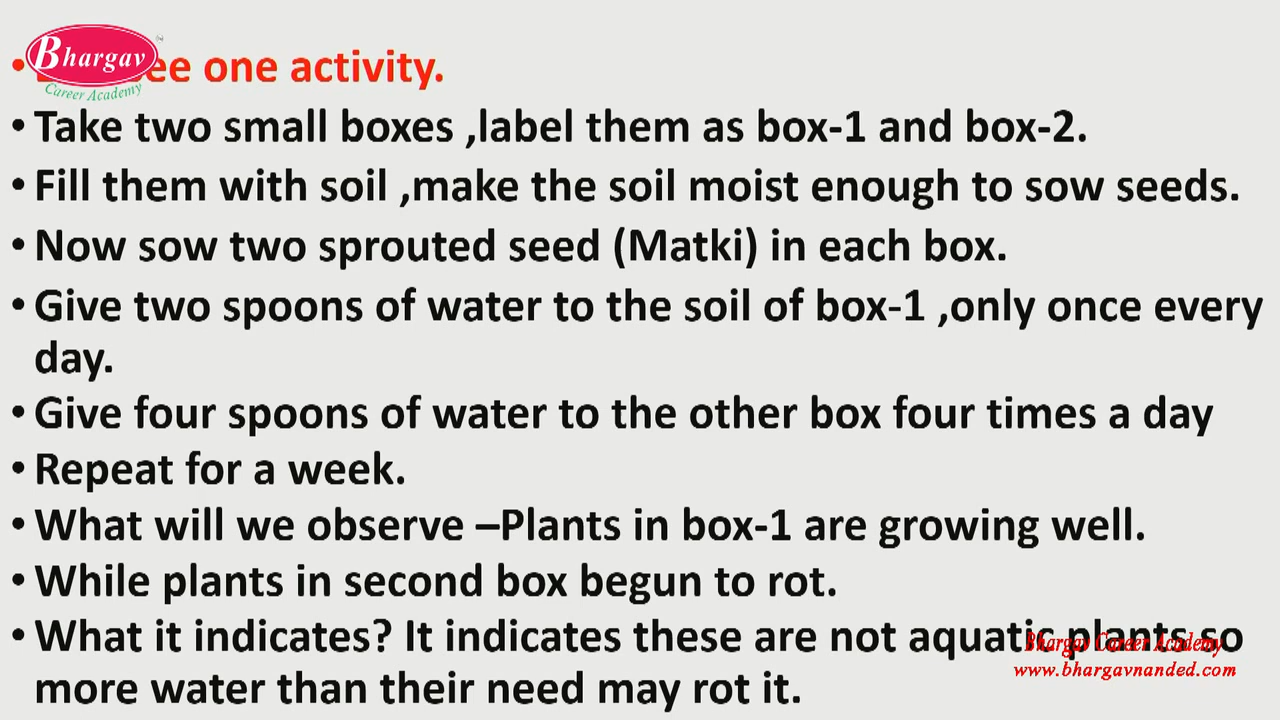 Bhargav
Career Academy
• ee one activity.
• Take two small boxes ,label them as box-1 and box-2.
• Fill them with soil ,make the soil moist enough to sow seeds.
• Now sow two sprouted seed (Matki) in each box.
• Give two spoons of water to the soil of box-1 ,only once every
day.
• Give four spoons of water to the other box four times a day
• Repeat for a week.
• What will we observe –Plants in box-1 are growing well.
• While plants in second box begun to rot.
• What it indicates? It indicates these are not aquatic plants so
more water than their need may rot it.
Bhargav Career Academy
www.bhargavnanded.com